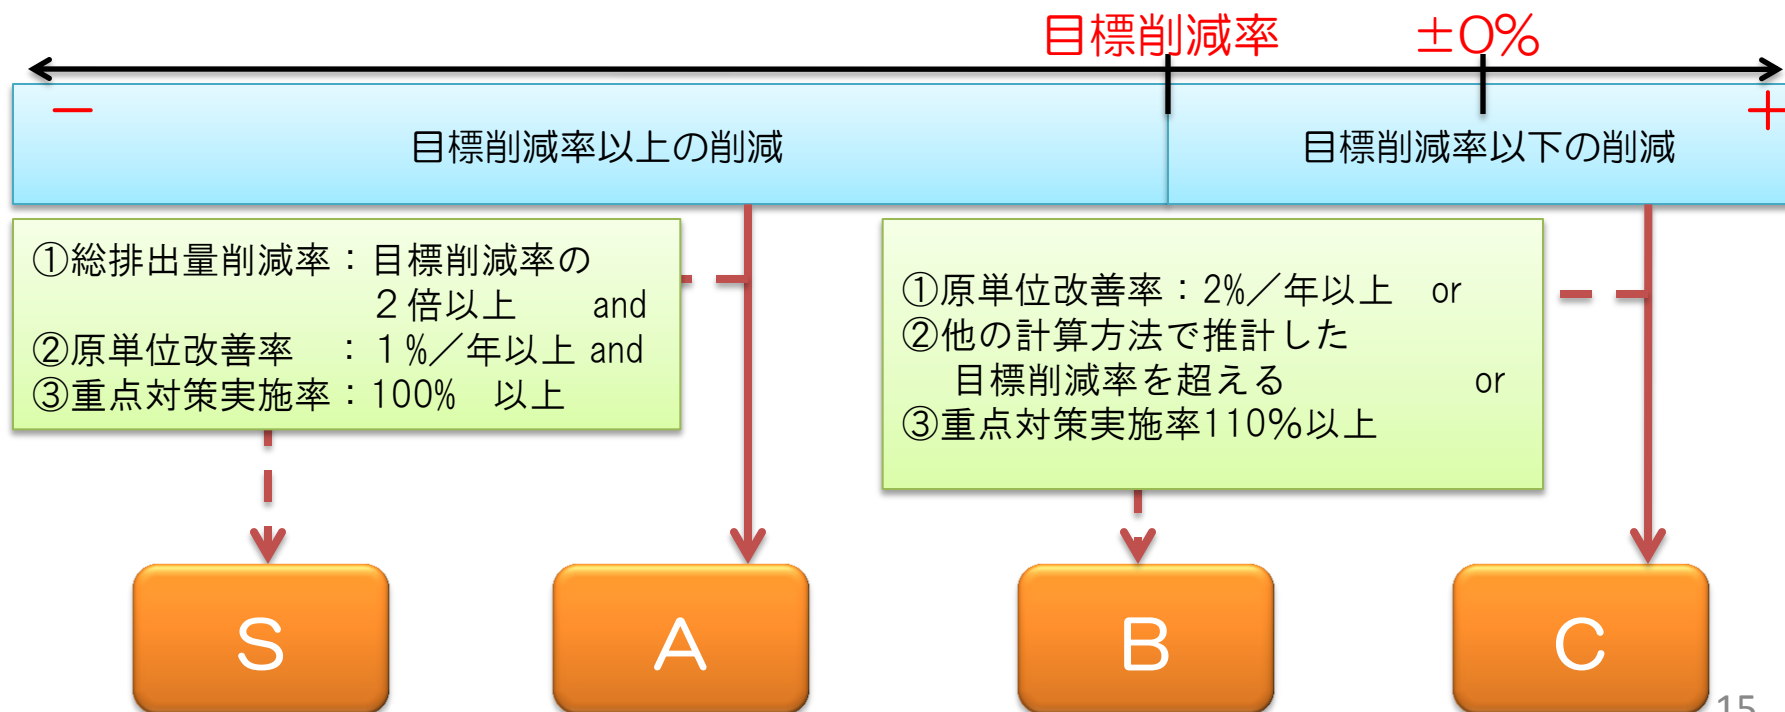 目標削減率　　±0%
－
＋
目標削減率以上の削減
目標削減率以下の削減
①総排出量削減率：目標削減率の
２倍以上　　and
②原単位改善率　：１%／年以上 and
③重点対策実施率：100%　以上
①原単位改善率：2%／年以上　or
②他の計算方法で推計した
目標削減率を超える　　　　　or
③重点対策実施率110%以上
S
A
B
C
15